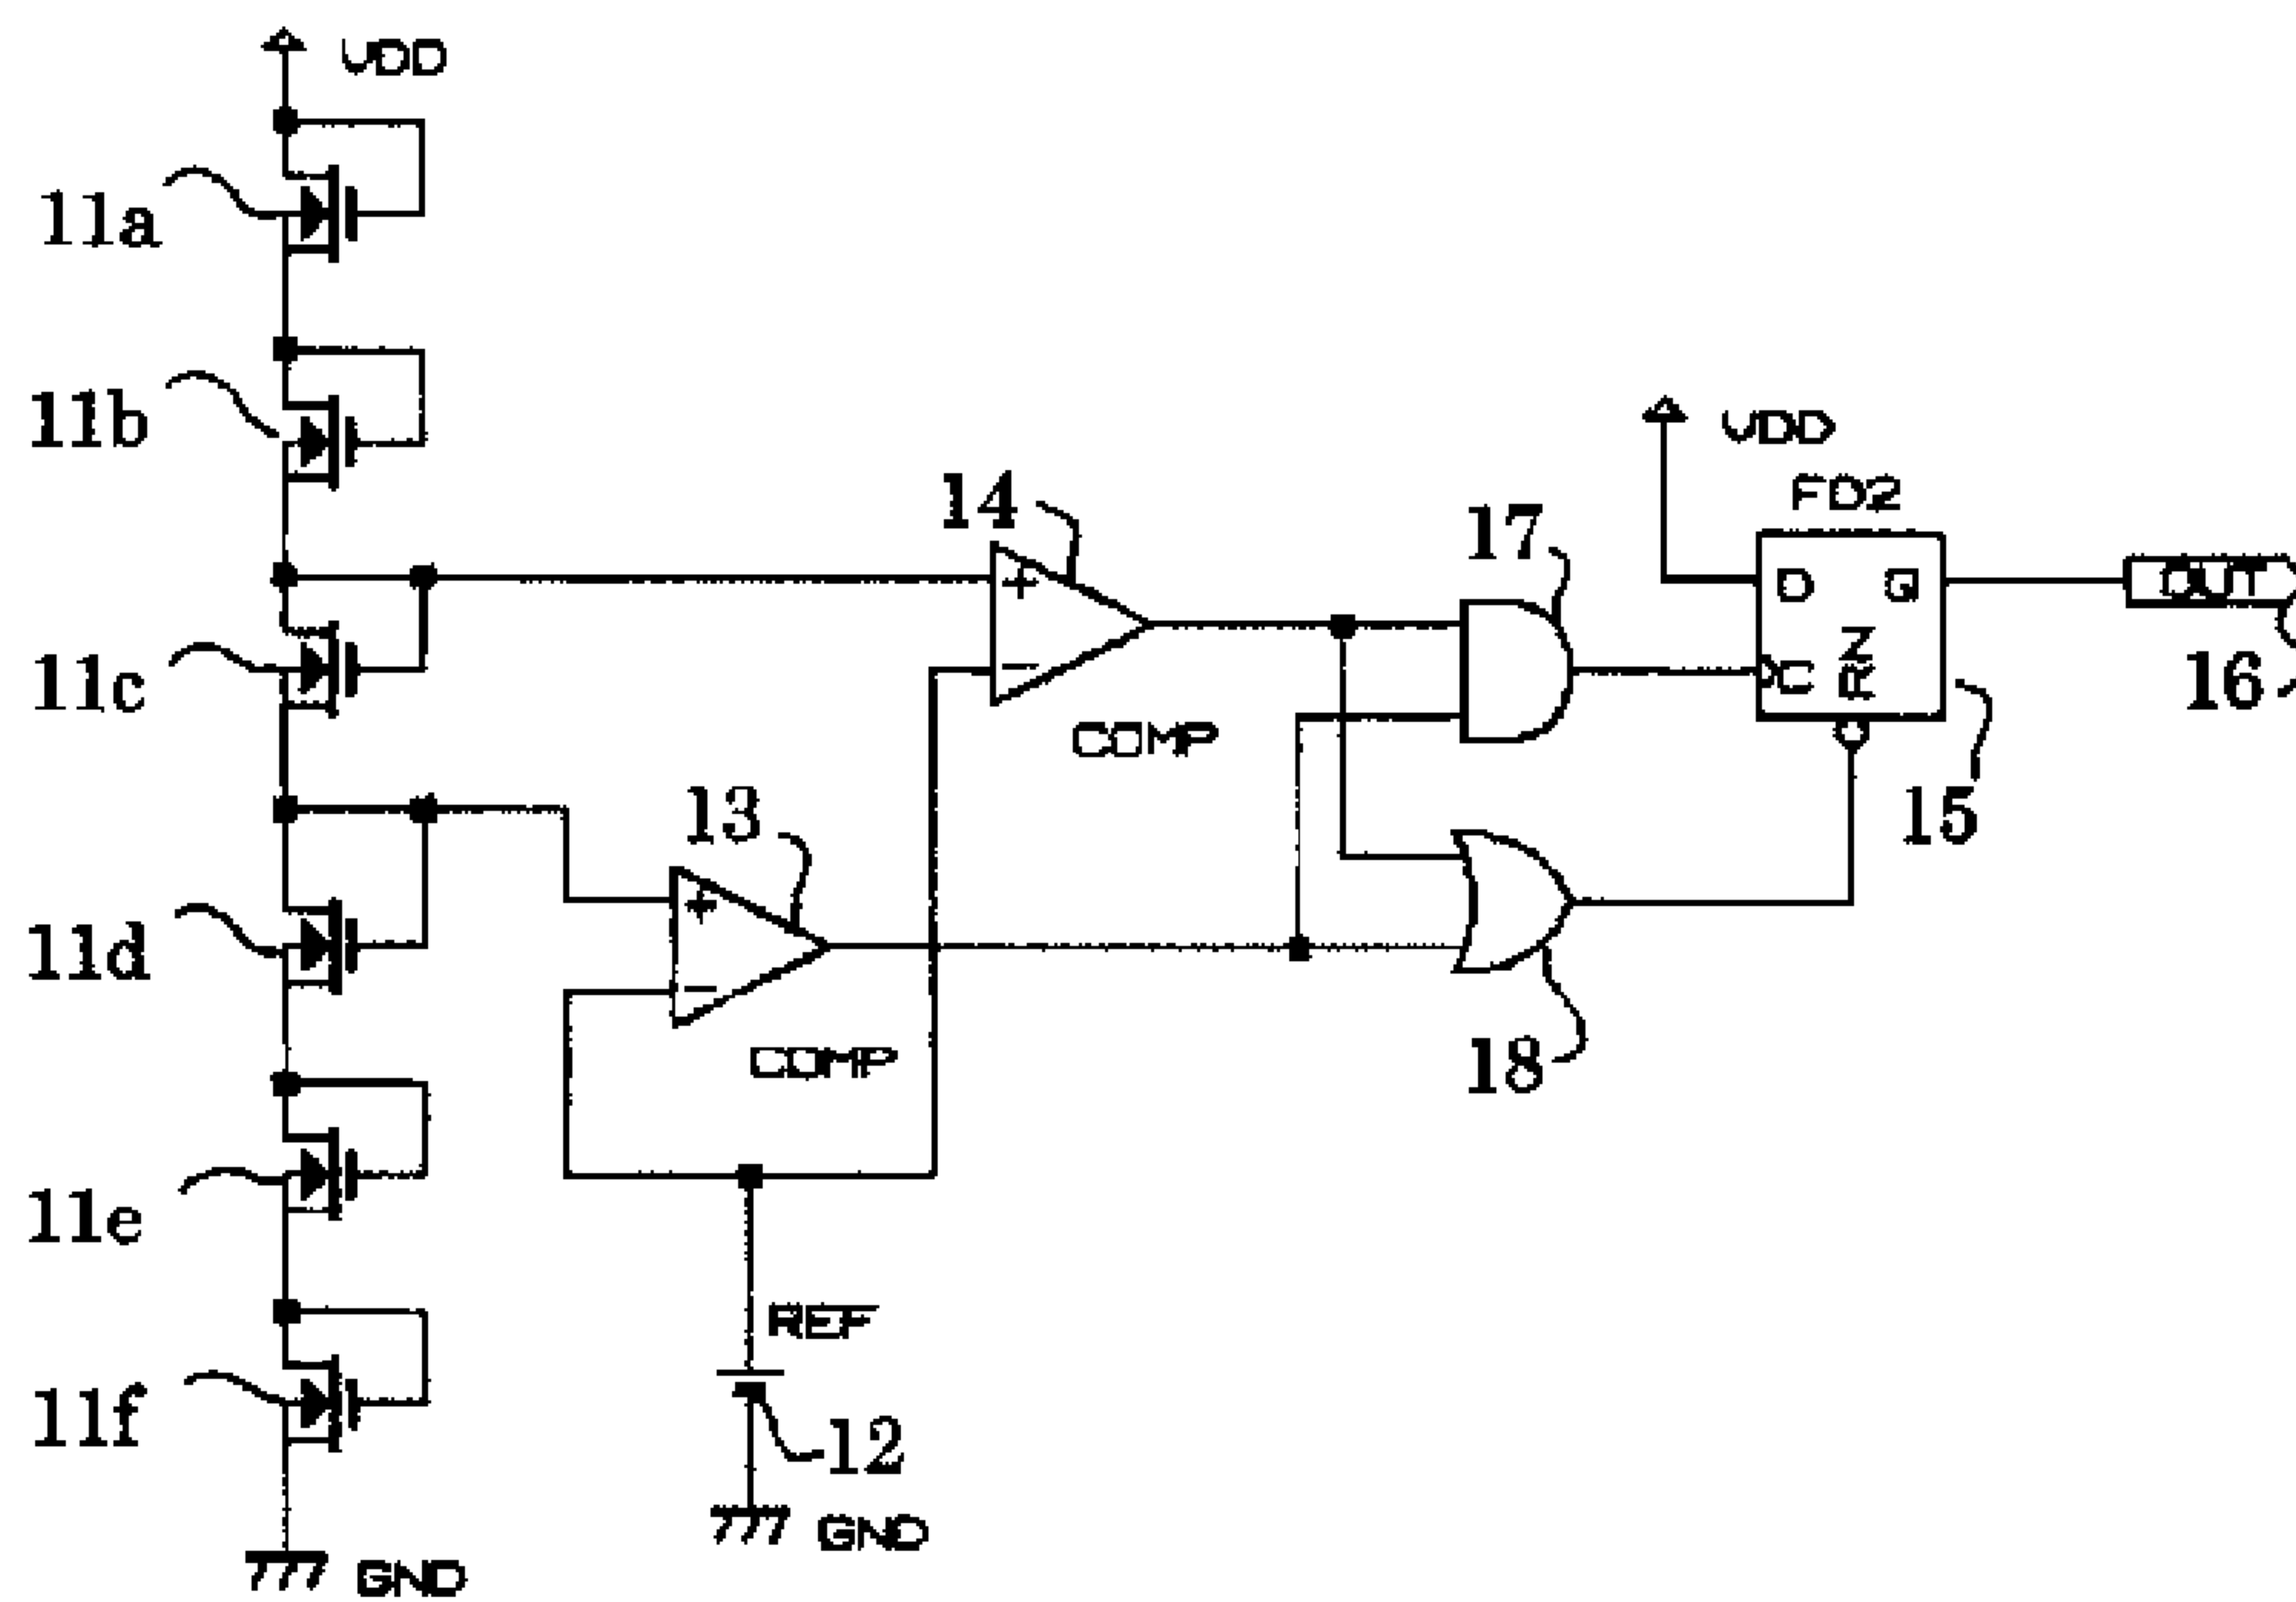 VDD
11a
11b
14
17
VDD
FD2
D
Q
Z
C
R
OUT
16
+
−
11c
COMP
13
15
+
−
11d
COMP
18
11e
REF
11f
12
GND
GND